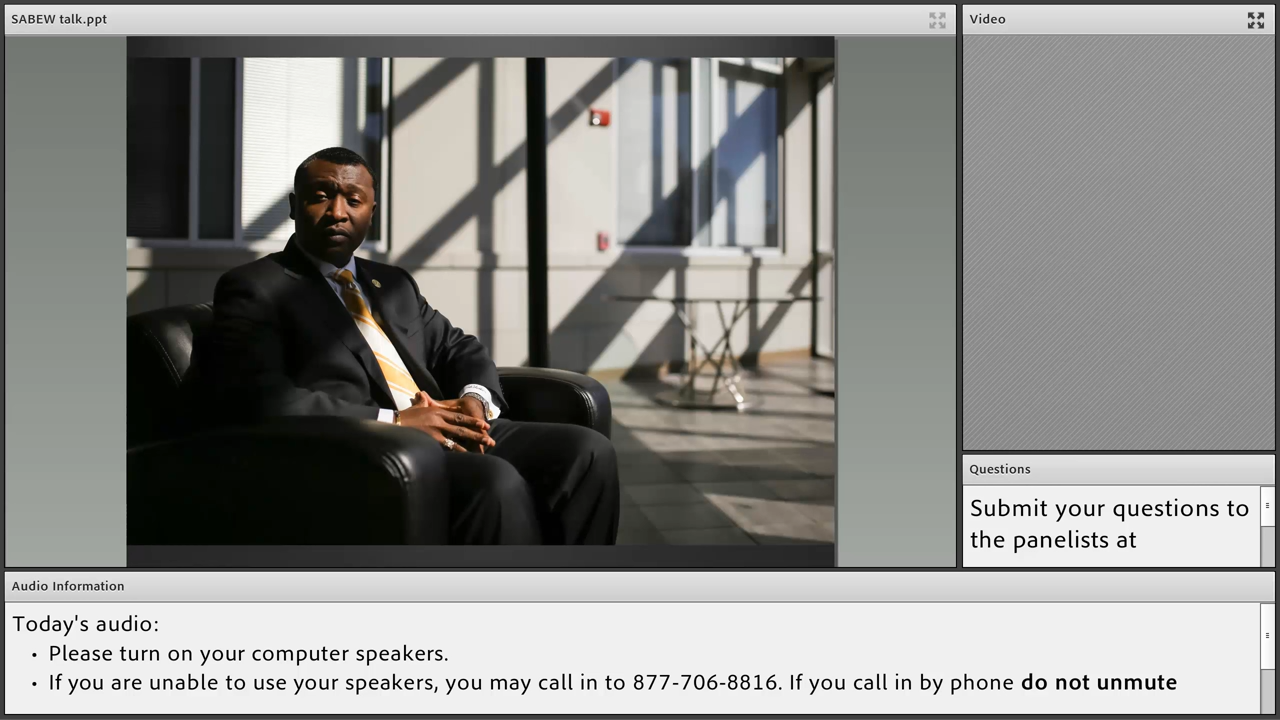 SABEW talk.ppt
Video
Questions
Submit your questions to
the panelists at
Audio Information
Today's audio:
• Please turn on your computer speakers.
• If you are unable to use your speakers, you may call in to 877-706-8816. If you call in by phone do not unmute